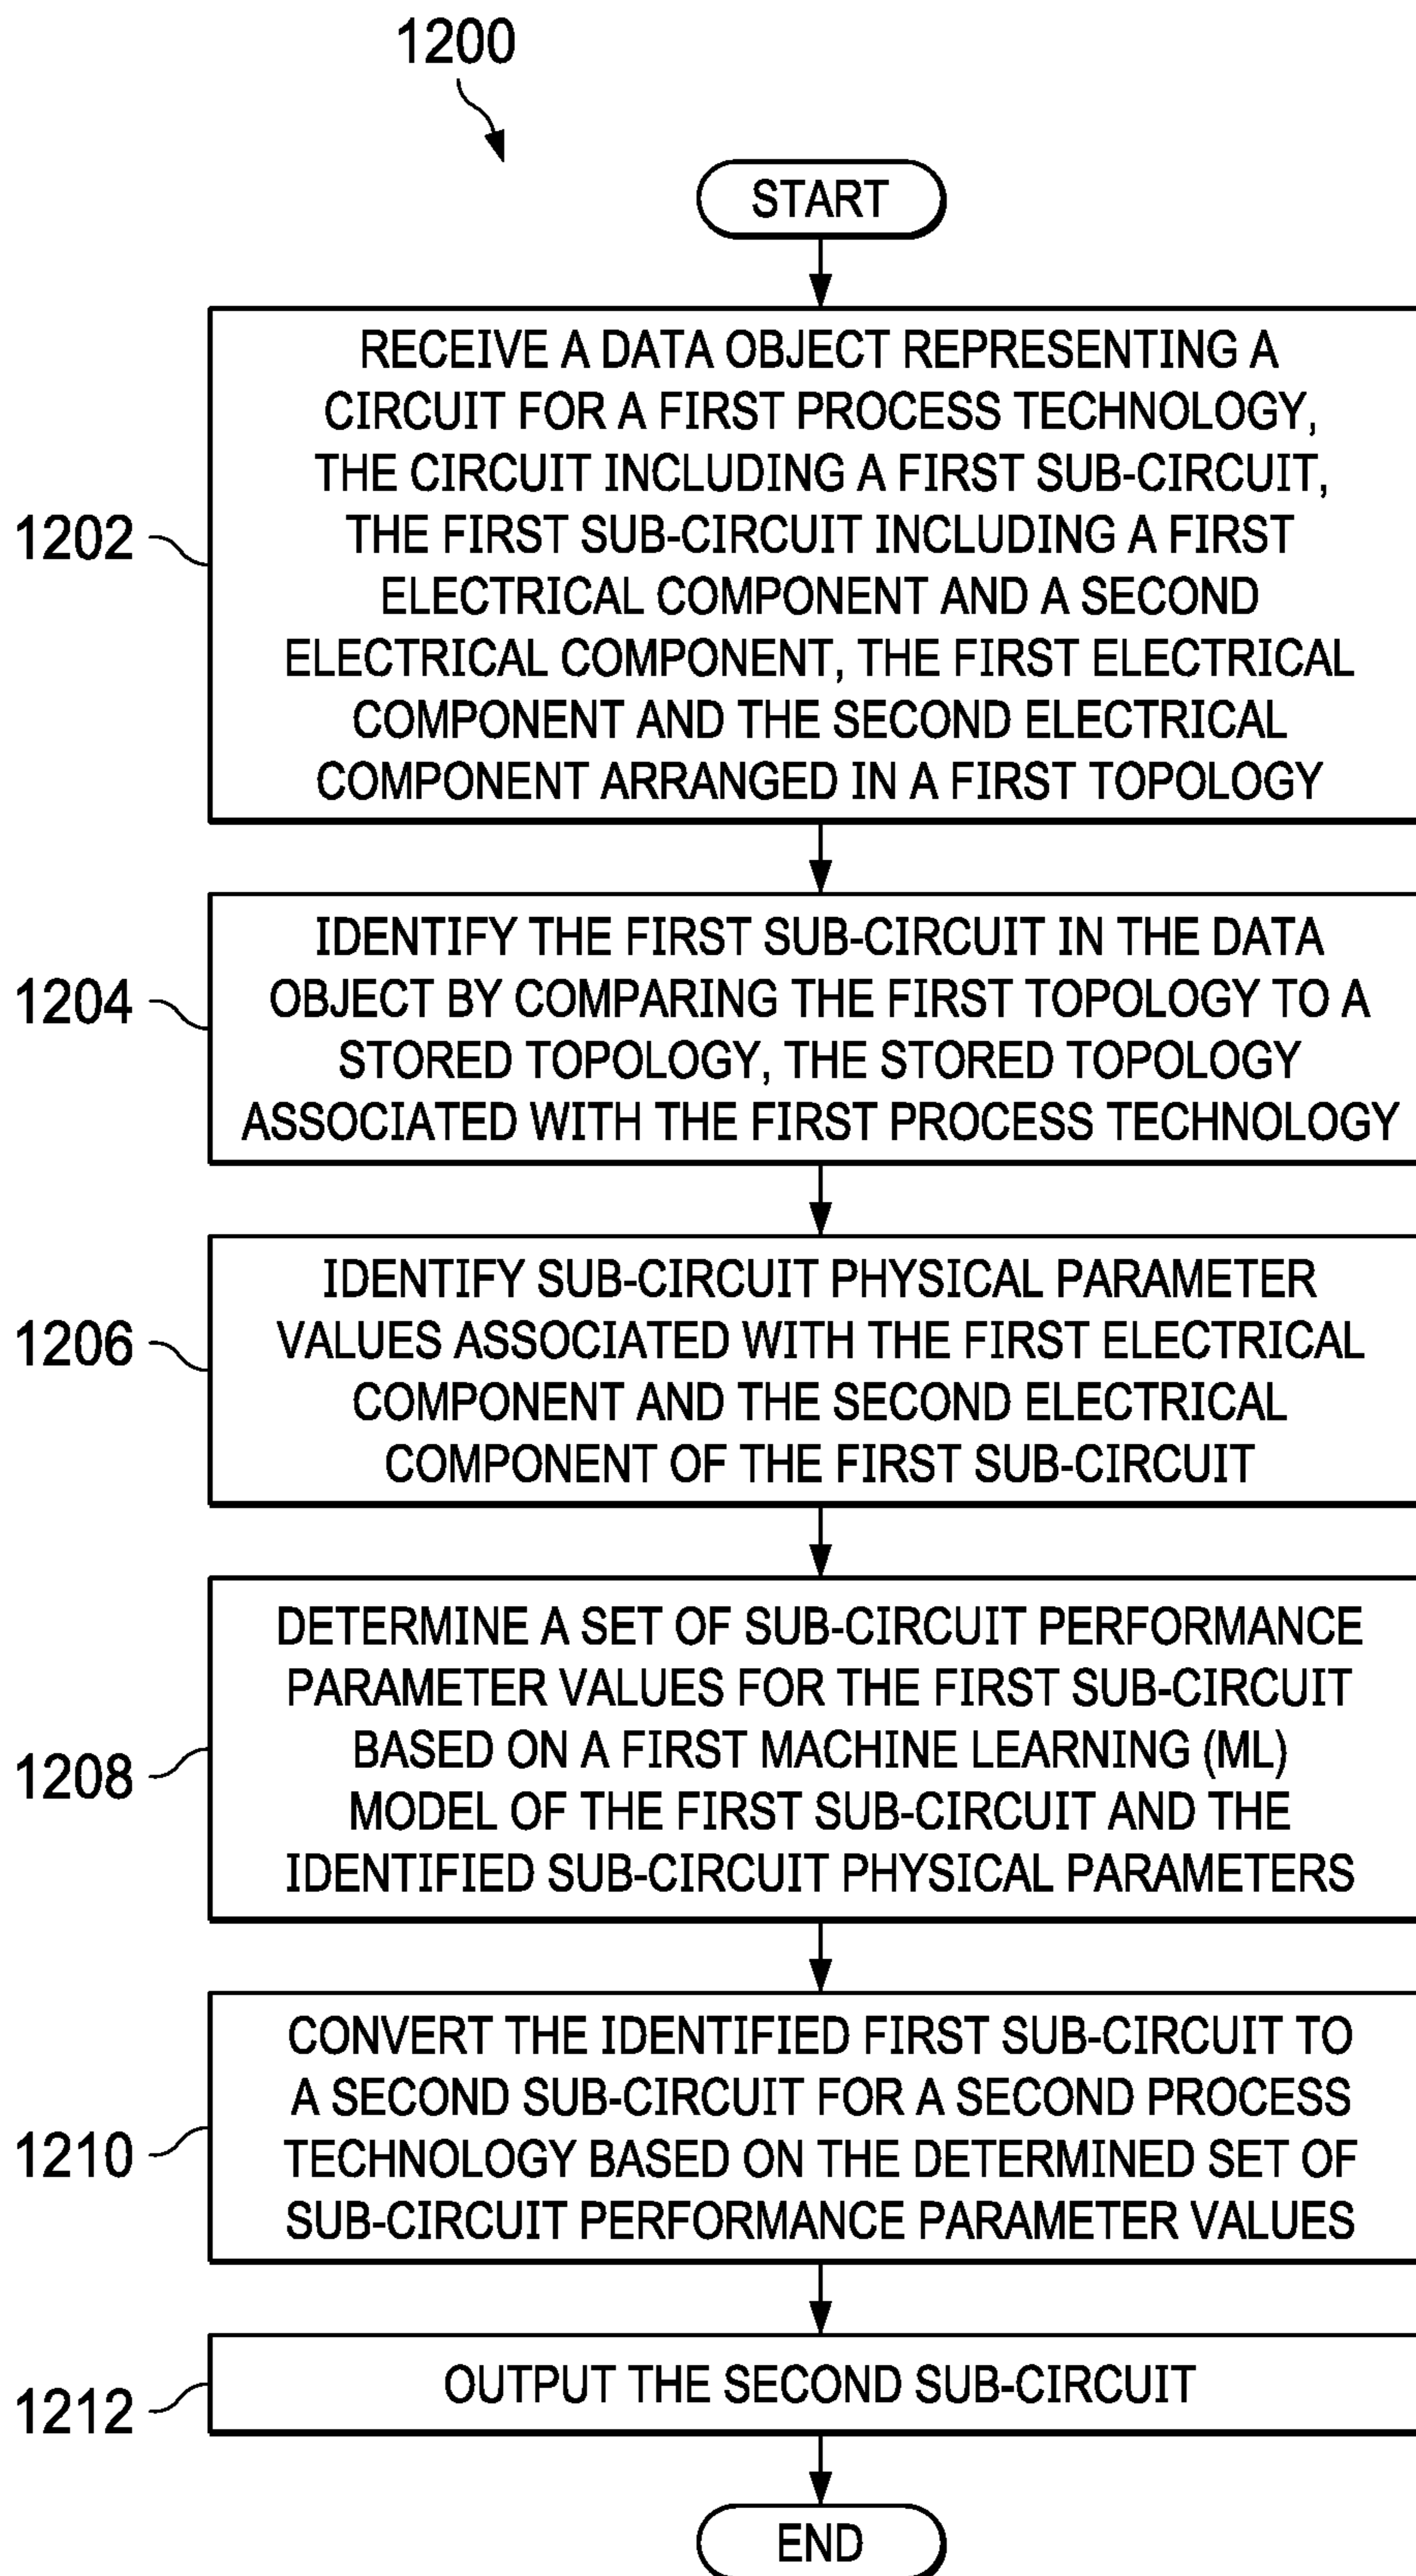 1200
START
1202
RECEIVE A DATA OBJECT REPRESENTING A
CIRCUIT FOR A FIRST PROCESS TECHNOLOGY,
THE CIRCUIT INCLUDING A FIRST SUB-CIRCUIT,
THE FIRST SUB-CIRCUIT INCLUDING A FIRST
ELECTRICAL COMPONENT AND A SECOND
ELECTRICAL COMPONENT, THE FIRST ELECTRICAL
COMPONENT AND THE SECOND ELECTRICAL
COMPONENT ARRANGED IN A FIRST TOPOLOGY
1204
IDENTIFY THE FIRST SUB-CIRCUIT IN THE DATA
OBJECT BY COMPARING THE FIRST TOPOLOGY TO A
STORED TOPOLOGY, THE STORED TOPOLOGY
ASSOCIATED WITH THE FIRST PROCESS TECHNOLOGY
1206
IDENTIFY SUB-CIRCUIT PHYSICAL PARAMETER
VALUES ASSOCIATED WITH THE FIRST ELECTRICAL
COMPONENT AND THE SECOND ELECTRICAL
COMPONENT OF THE FIRST SUB-CIRCUIT
1208
DETERMINE A SET OF SUB-CIRCUIT PERFORMANCE
PARAMETER VALUES FOR THE FIRST SUB-CIRCUIT
BASED ON A FIRST MACHINE LEARNING (ML)
MODEL OF THE FIRST SUB-CIRCUIT AND THE
IDENTIFIED SUB-CIRCUIT PHYSICAL PARAMETERS
1210
CONVERT THE IDENTIFIED FIRST SUB-CIRCUIT TO
A SECOND SUB-CIRCUIT FOR A SECOND PROCESS
TECHNOLOGY BASED ON THE DETERMINED SET OF
SUB-CIRCUIT PERFORMANCE PARAMETER VALUES
1212
OUTPUT THE SECOND SUB-CIRCUIT
END